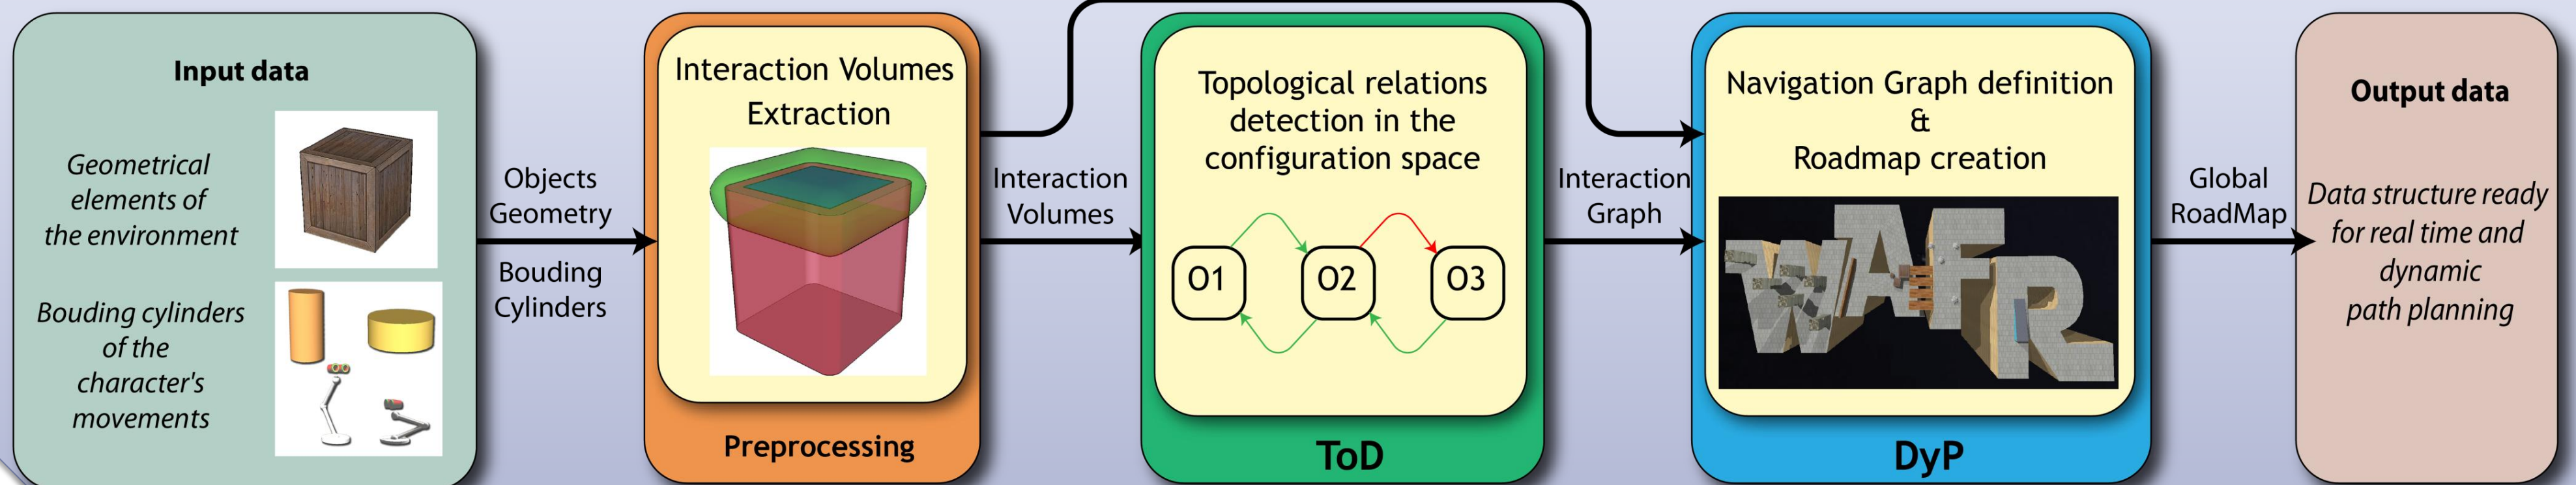 Input data
Geometrical
elements of
the environment
Bouding cylinders
of the
character's
movements
Objects
Geometry
Bouding
Cylinders
Interaction Volumes
Extraction
Preprocessing
Interaction
Volumes
Topological relations
detection in the
configuration space
O1
O2
O3
ToD
Interaction
Graph
Navigation Graph definition
&
Roadmap creation
WAFR
DyP
Global
RoadMap
Output data
Data structure ready
for real time and
dynamic
path planning